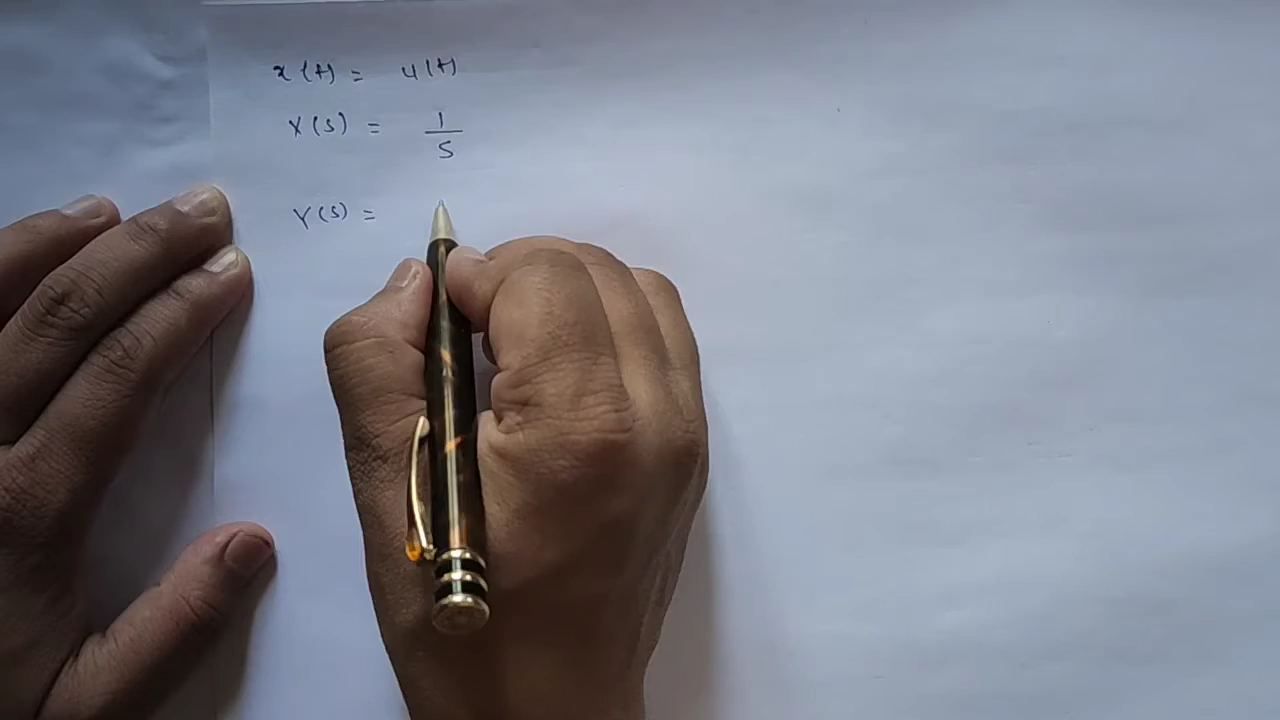 x(t) = u(t)
X(s) = 1/s
Y(s) =